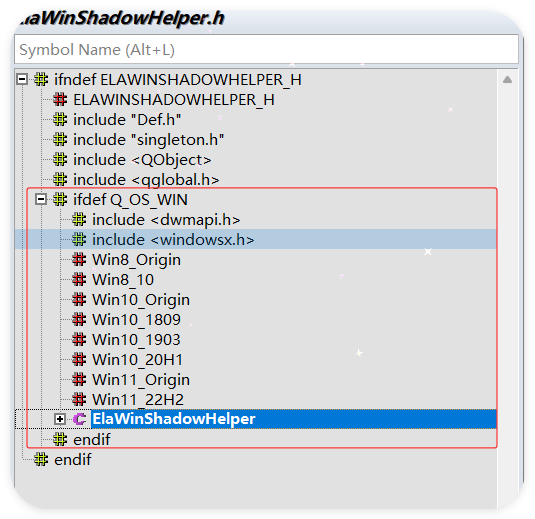 ElaWinShadowHelper.h
Symbol Name (Alt+L)
ifndef ELAWINSHADOWHELPER_H
ELAWINSHADOWHELPER_H
include "Def.h"
include "singleton.h"
include <QObject>
include <qglobal.h>
ifdef Q_OS_WIN
include <dwmapi.h>
include <windowsx.h>
Win8_Origin
Win8_10
Win10_Origin
Win10_1809
Win10_1903
Win10_20H1
Win11_Origin
Win11_22H2
ElaWinShadowHelper
endif
endif